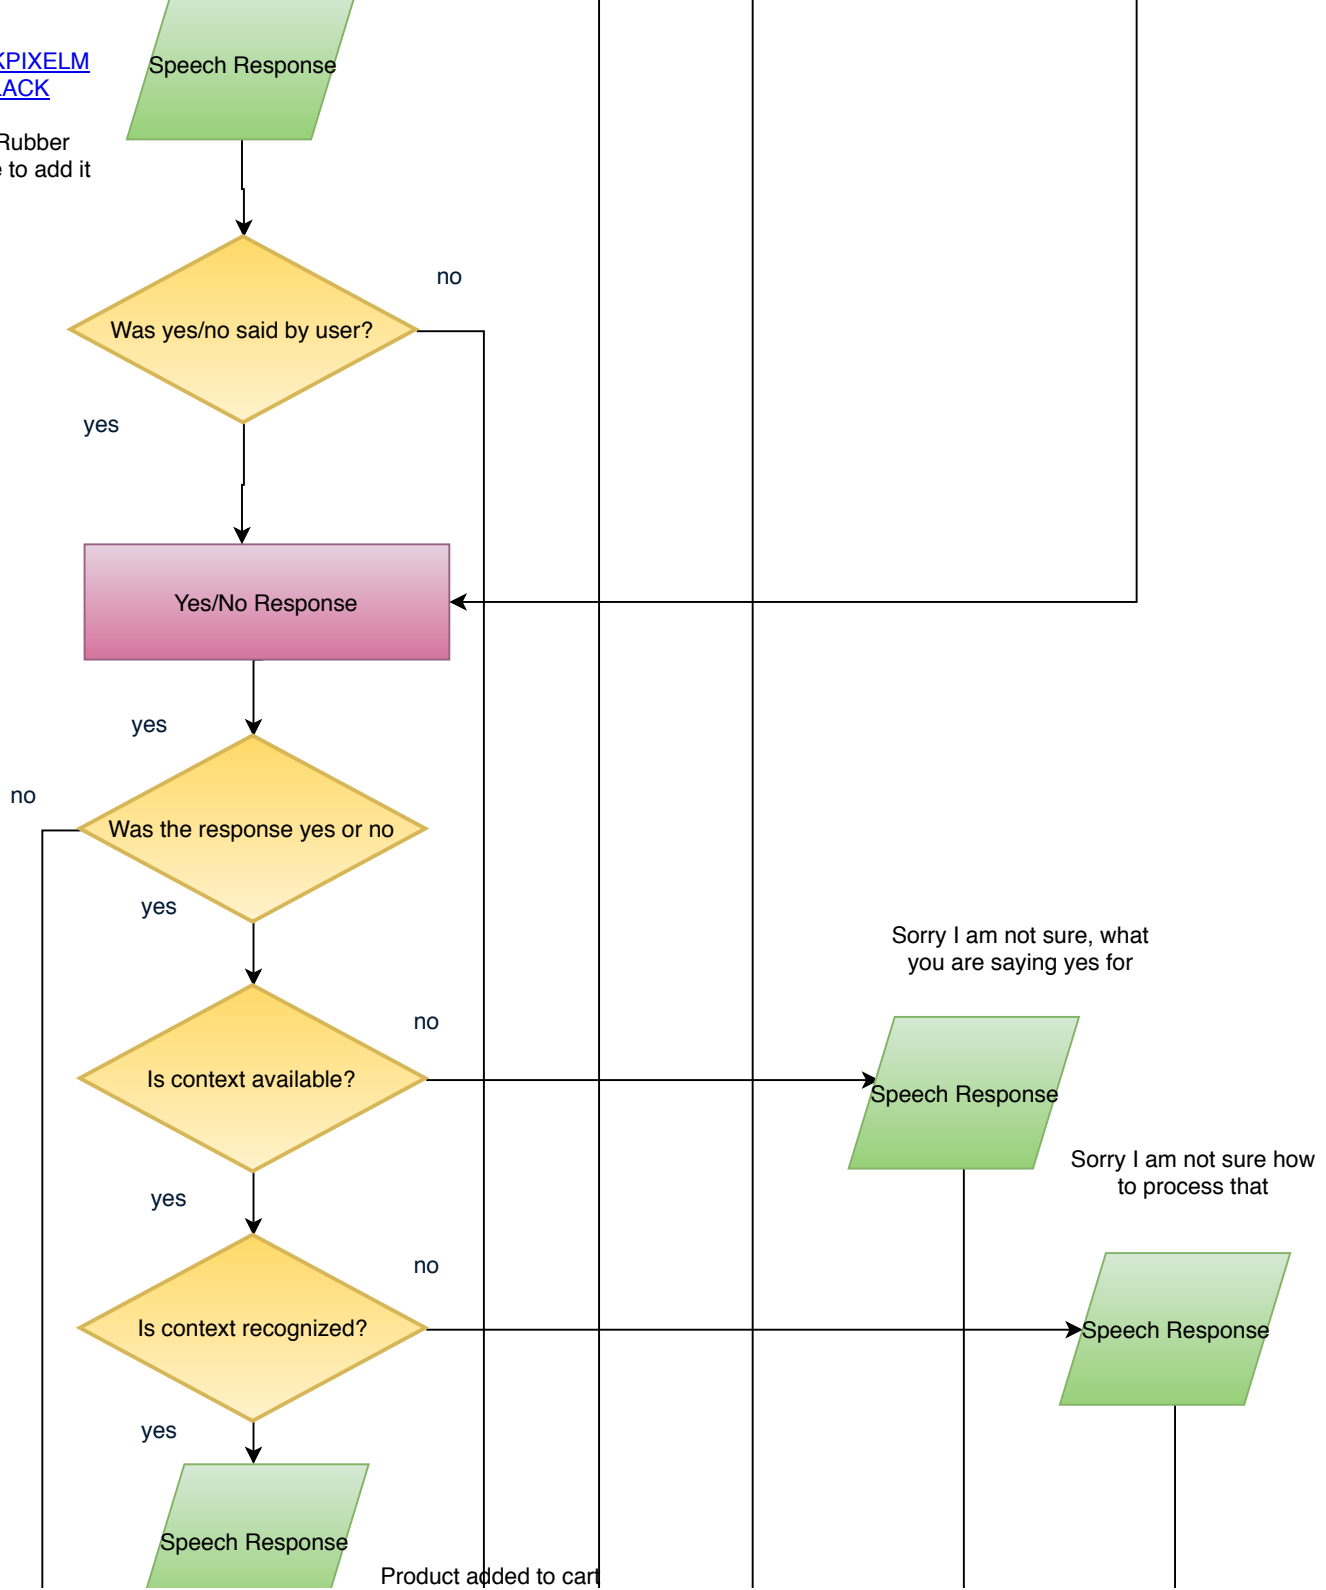 Speech Response
KPIXELM
LACK
Rubber
to add it
no
Was yes/no said by user?
yes
Yes/No Response
yes
no
Was the response yes or no
yes
Sorry I am not sure, what
you are saying yes for
no
Is context available?
Speech Response
Sorry I am not sure how
to process that
yes
no
Is context recognized?
Speech Response
yes
Speech Response
Product added to cart